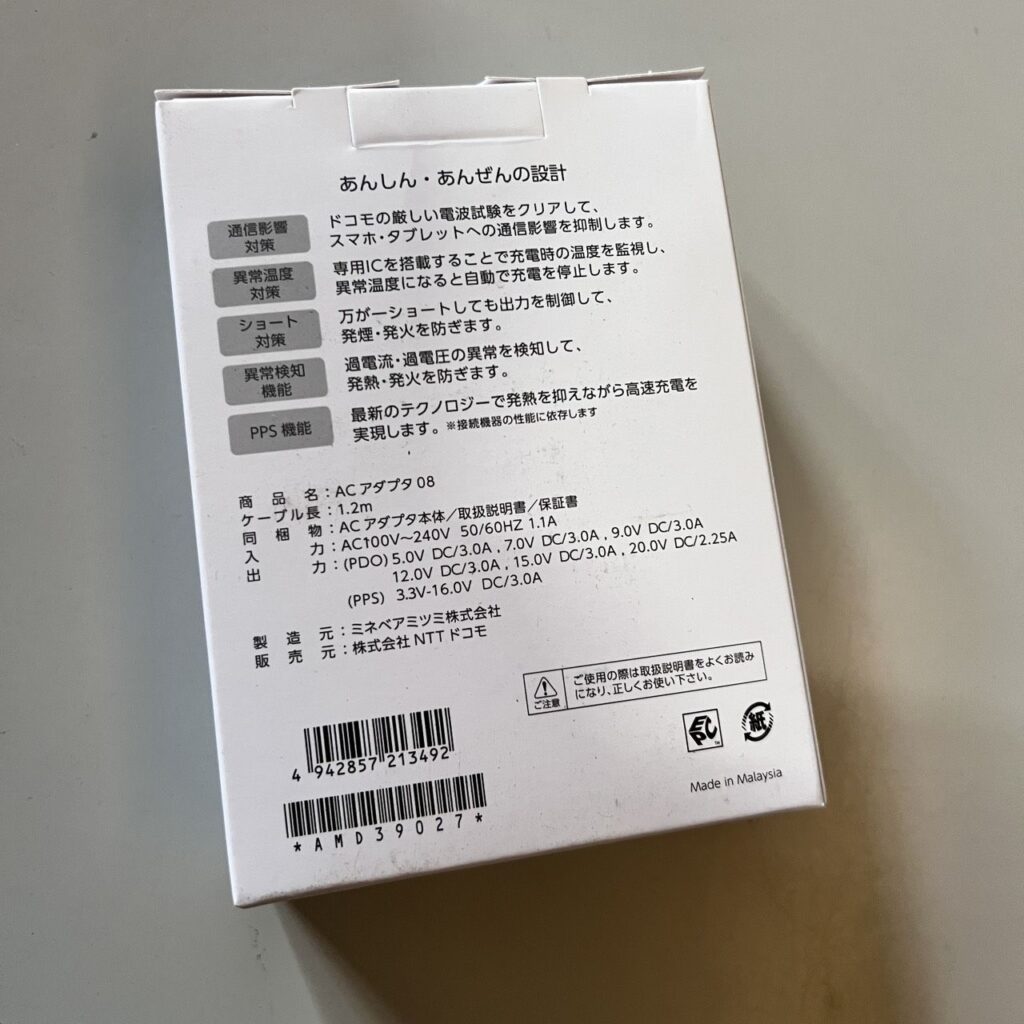 あんしん・あんぜんの設計
通信影響
対策
ドコモの厳しい電波試験をクリアして、
スマホ・タブレットへの通信影響を抑制します。
異常温度
対策
専用ICを搭載することで充電時の温度を監視し、
異常温度になると自動で充電を停止します。
ショート
対策
万が一ショートしても出力を制御して、
発煙・発火を防ぎます。
異常検知
機能
過電流・過電圧の異常を検知して、
発熱・発火を防ぎます。
PPS 機能
最新のテクノロジーで発熱を抑えながら高速充電を
実現します。※接続機器の性能に依存します
商品名：AC アダプタ 08
ケーブル長：1.2m
同梱物：AC アダプタ本体／取扱説明書／保証書
入力：AC100V〜240V 50/60HZ 1.1A
出力：(PDO) 5.0V DC/3.0A , 7.0V DC/3.0A , 9.0V DC/3.0A
12.0V DC/3.0A , 15.0V DC/3.0A , 20.0V DC/2.25A
(PPS) 3.3V-16.0V DC/3.0A
製造元：ミネベアミツミ株式会社
販売元：株式会社 NTT ドコモ
ご注意
ご使用の際は取扱説明書をよくお読み
になり、正しくお使い下さい。
4 942857 213492
*AMD39027*
EPC™
紙
Made in Malaysia